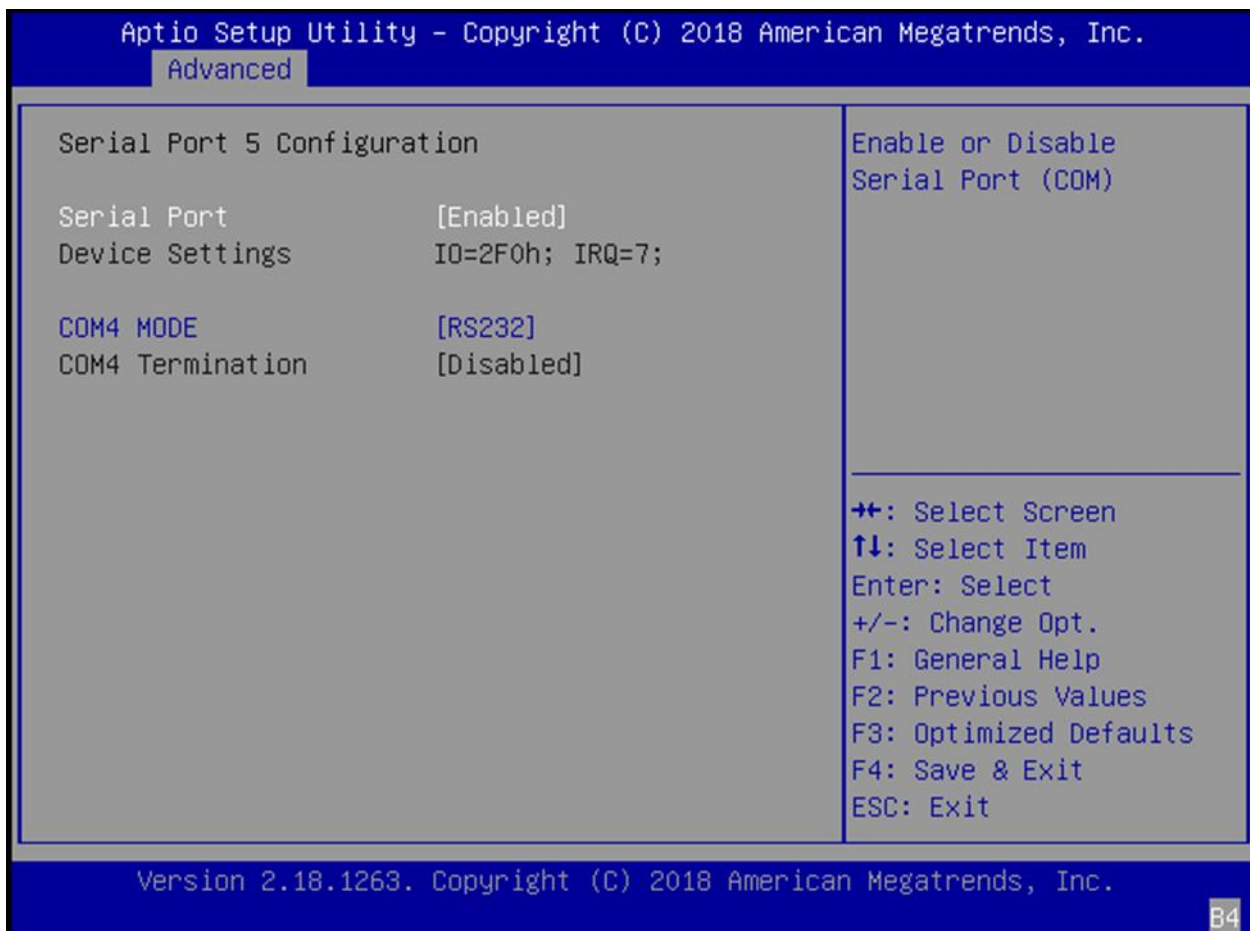 Aptio Setup Utility – Copyright (C) 2018 American Megatrends, Inc.
Advanced
Serial Port 5 Configuration
Serial Port [Enabled]
Device Settings IO=2F0h; IRQ=7;
COM4 MODE [RS232]
COM4 Termination [Disabled]
Enable or Disable
Serial Port (COM)
→←: Select Screen
↑↓: Select Item
Enter: Select
+/-: Change Opt.
F1: General Help
F2: Previous Values
F3: Optimized Defaults
F4: Save & Exit
ESC: Exit
Version 2.18.1263. Copyright (C) 2018 American Megatrends, Inc.
B4